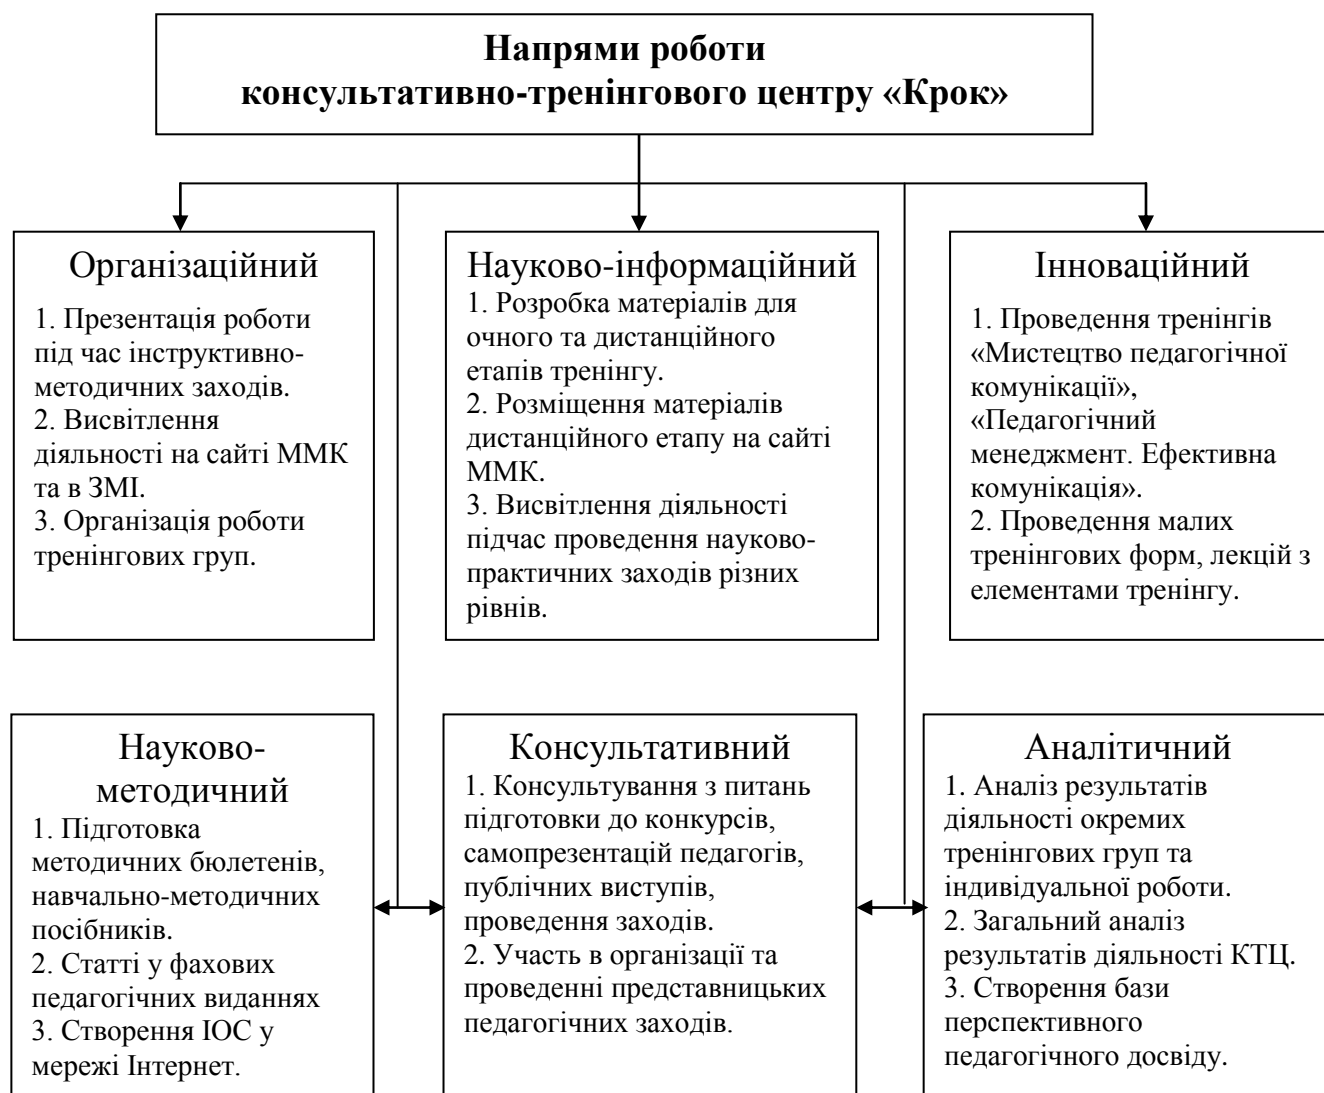 Напрями роботи
консультативно-тренінгового центру «Крок»
Організаційний
1. Презентація роботи
під час інструктивно-
методичних заходів.
2. Висвітлення
діяльності на сайті ММК
та в ЗМІ.
3. Організація роботи
тренінгових груп.
Науково-інформаційний
1. Розробка матеріалів для
очного та дистанційного
етапів тренінгу.
2. Розміщення матеріалів
дистанційного етапу на сайті
ММК.
3. Висвітлення діяльності
підчас проведення науково-
практичних заходів різних
рівнів.
Інноваційний
1. Проведення тренінгів
«Мистецтво педагогічної
комунікації»,
«Педагогічний
менеджмент. Ефективна
комунікація».
2. Проведення малих
тренінгових форм, лекцій з
елементами тренінгу.
Науково-
методичний
1. Підготовка
методичних бюлетенів,
навчально-методичних
посібників.
2. Статті у фахових
педагогічних виданнях
3. Створення ІОС у
мережі Інтернет.
Консультативний
1. Консультування з питань
підготовки до конкурсів,
самопрезентацій педагогів,
публічних виступів,
проведення заходів.
2. Участь в організації та
проведенні представницьких
педагогічних заходів.
Аналітичний
1. Аналіз результатів
діяльності окремих
тренінгових груп та
індивідуальної роботи.
2. Загальний аналіз
результатів діяльності КТЦ.
3. Створення бази
перспективного
педагогічного досвіду.